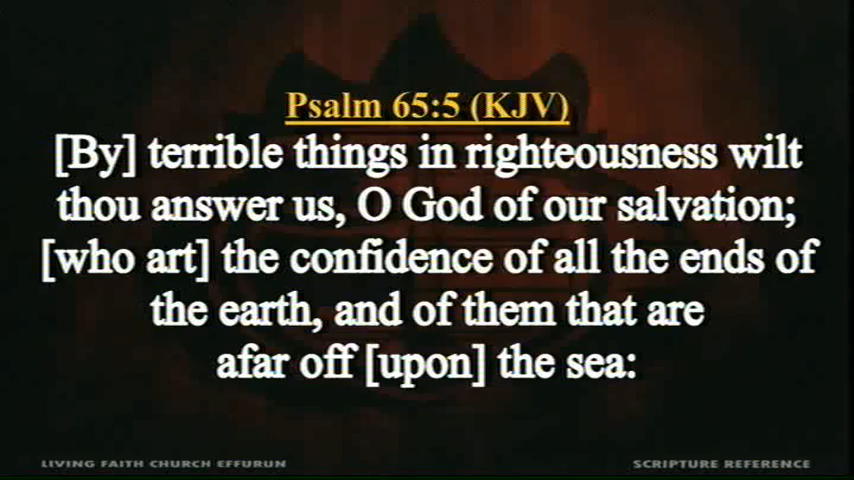 Psalm 65:5 (KJV)
[By] terrible things in righteousness wilt
thou answer us, O God of our salvation;
[who art] the confidence of all the ends of
the earth, and of them that are
afar off [upon] the sea:
LIVING FAITH CHURCH EFFURUN
SCRIPTURE REFERENCE